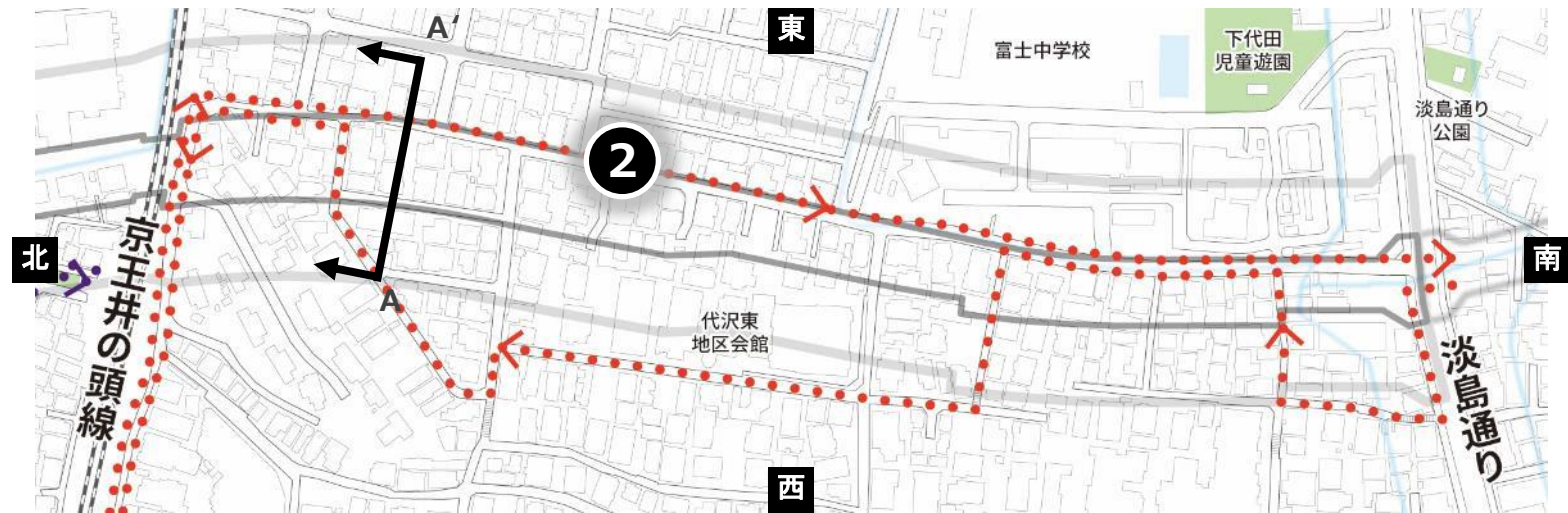 東
A´
富士中学校
下代田
児童遊園
淡島通り
公園
2
京王井の頭線
北
南
A
代沢東
地区会館
淡島通り
西